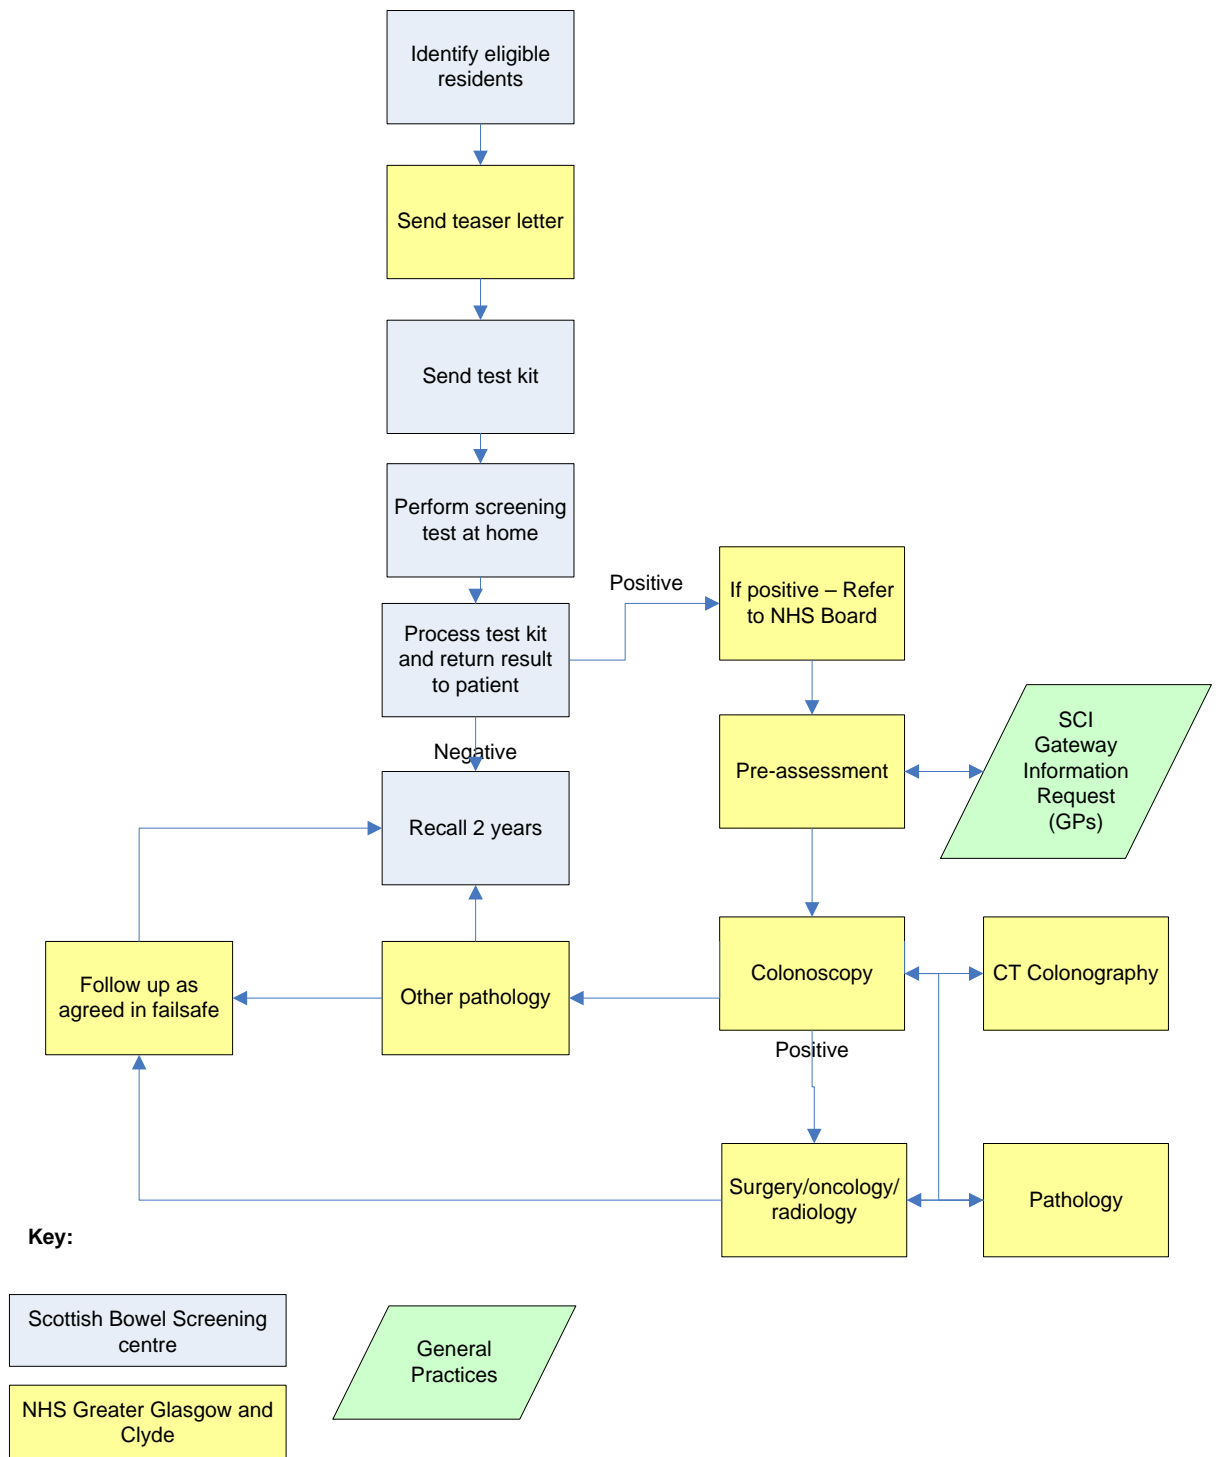 Identify eligible
residents
Send teaser letter
Send test kit
Perform screening
test at home
Positive
If positive – Refer
to NHS Board
Process test kit
and return result
to patient
SCI
Gateway
Information
Request
(GPs)
Negative
Pre-assessment
Recall 2 years
Follow up as
agreed in failsafe
Other pathology
Colonoscopy
CT Colonography
Positive
Surgery/oncology/
radiology
Pathology
Key:
Scottish Bowel Screening
centre
General
Practices
NHS Greater Glasgow and
Clyde